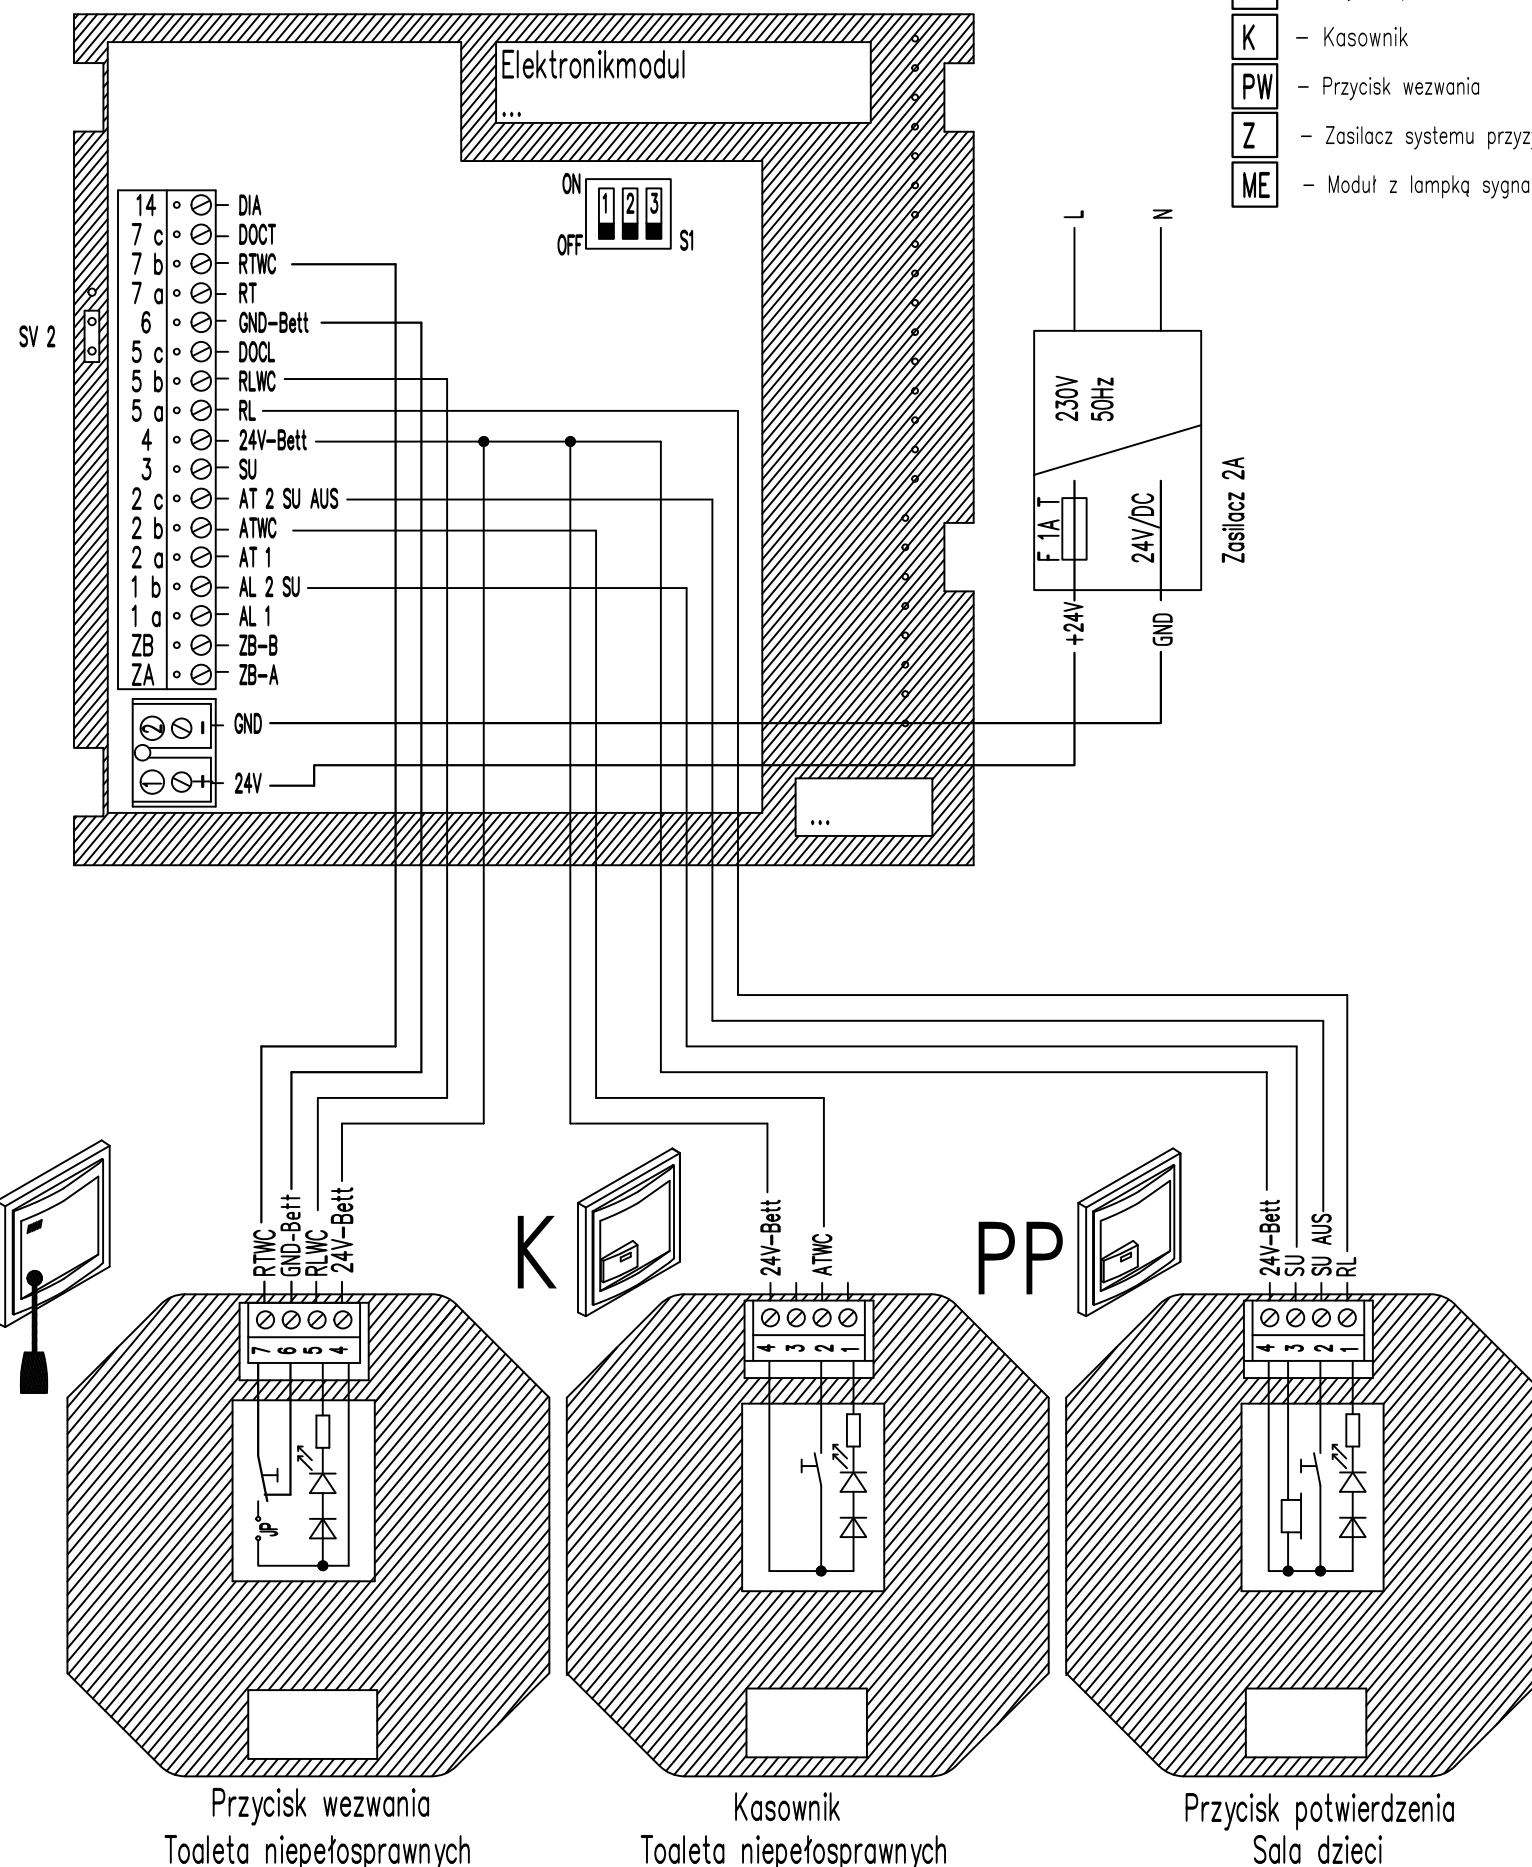 K – Kasownik
PW – Przycisk wezwania
Z – Zasilacz systemu
ME – Moduł z lampką
Elektronikmodul
...
ON
1 2 3
OFF
S1
SV 2
14 DIA
7 c DOCT
7 b RTWC
7 a RT
6 GND-Bett
5 c DOCL
5 b RLWC
5 a RL
4 24V-Bett
3 SU
2 c AT 2 SU AUS
2 b ATWC
2 a AT 1
1 b AL 2 SU
1 a AL 1
ZB ZB-B
ZA ZB-A
2 - GND
1 + 24V
...
L N
230V
50Hz
F 1A T
24V/DC
Zasilacz 2A
+24V
GND
RTWC
GND-Bett
RLWC
24V-Bett
7 6 5 4
JP
K
24V-Bett
ATWC
4 3 2 1
PP
24V-Bett
SU
SU AUS
RL
4 3 2 1
Przycisk wezwania
Toaleta niepełosprawnych
Kasownik
Toaleta niepełosprawnych
Przycisk potwierdzenia
Sala dzieci